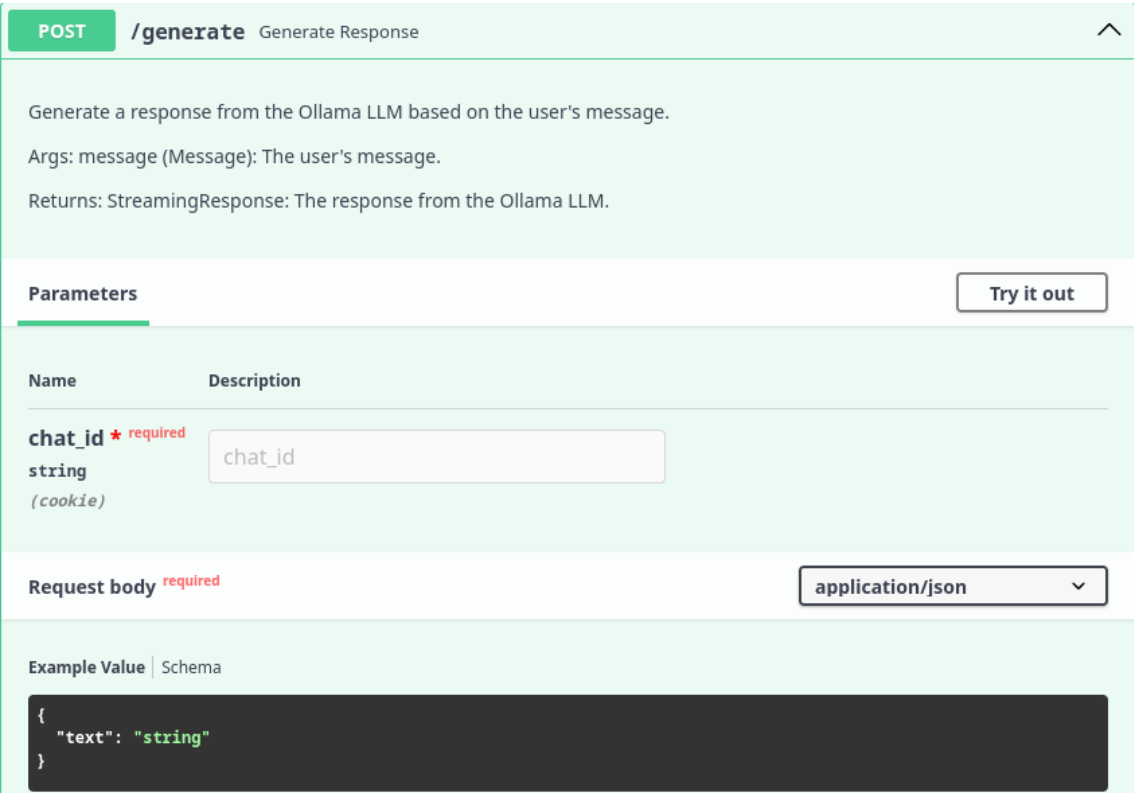 POST /generate Generate Response
Generate a response from the Ollama LLM based on the user's message.
Args: message (Message): The user's message.
Returns: StreamingResponse: The response from the Ollama LLM.
Parameters
Try it out
Name Description
chat_id * required
string
(cookie)
chat_id
Request body required
application/json
Example Value Schema
{
"text": "string"
}